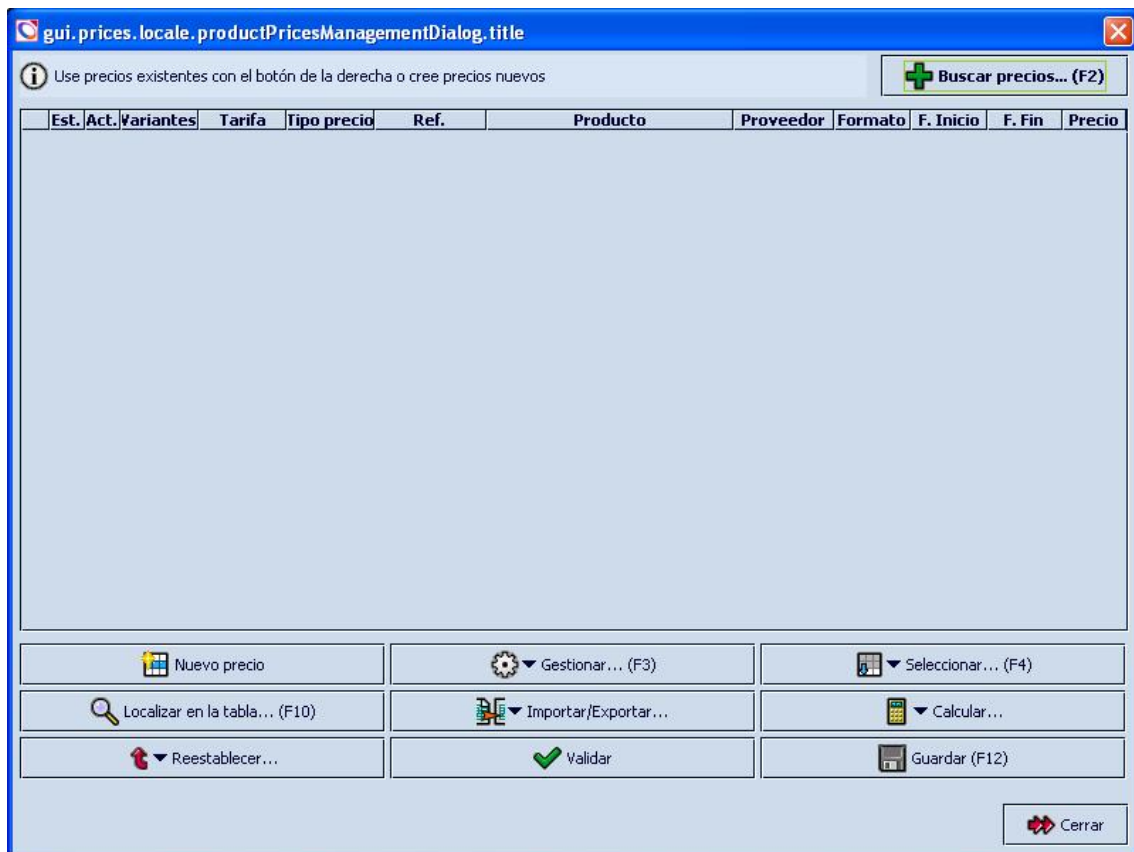 gui.prices.locale.productPricesManagementDialog.title
Use precios existentes con el botón de la derecha o cree precios nuevos
Buscar precios... (F2)
Est. Act. Variantes Tarifa Tipo precio Ref. Producto Proveedor Formato F. Inicio F. Fin Precio
Nuevo precio Gestionar... (F3) Seleccionar... (F4)
Localizar en la tabla... (F10) Importar/Exportar... Calcular...
Reestablecer... Validar Guardar (F12)
Cerrar